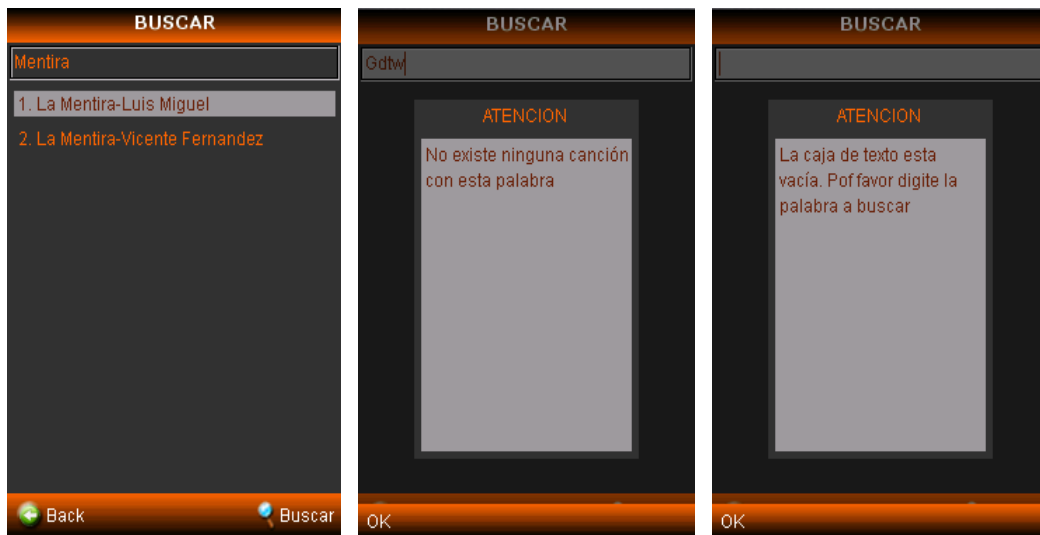 BUSCAR
Mentira
1. La Mentira-Luis Miguel
2. La Mentira-Vicente Fernandez
Back
Buscar
BUSCAR
Gdtw
ATENCION
No existe ninguna canción
con esta palabra
OK
BUSCAR
ATENCION
La caja de texto esta
vacía. Pof favor digite la
palabra a buscar
OK